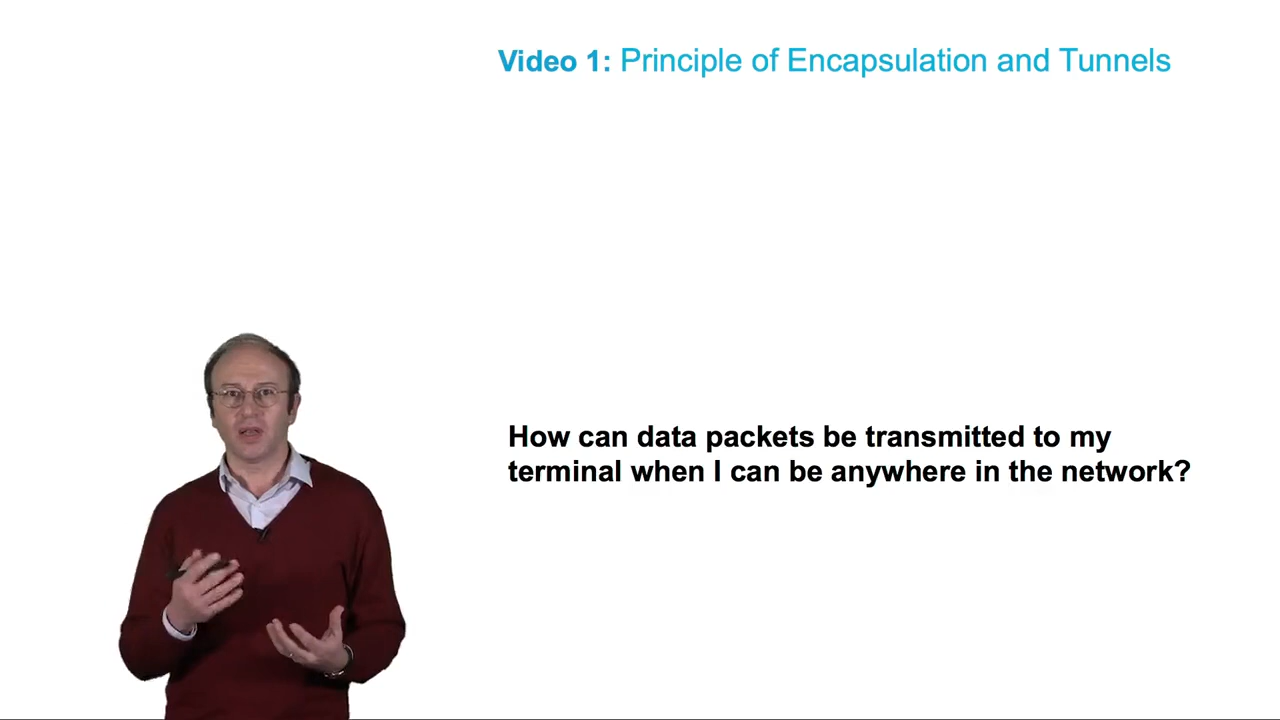 Video 1: Principle of Encapsulation and Tunnels
How can data packets be transmitted to my
terminal when I can be anywhere in the network?